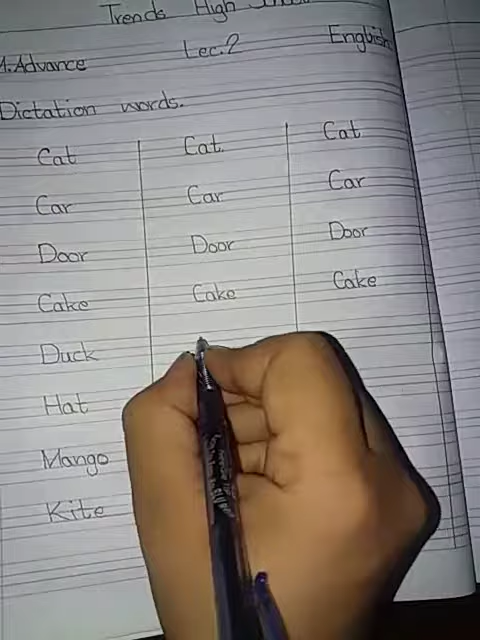 Trends High School
M.Advance Lec.2 English
Dictation words.
Cat Cat Cat
Car Car Car
Door Door Door
Cake Cake Cake
Duck
Hat
Mango
Kite